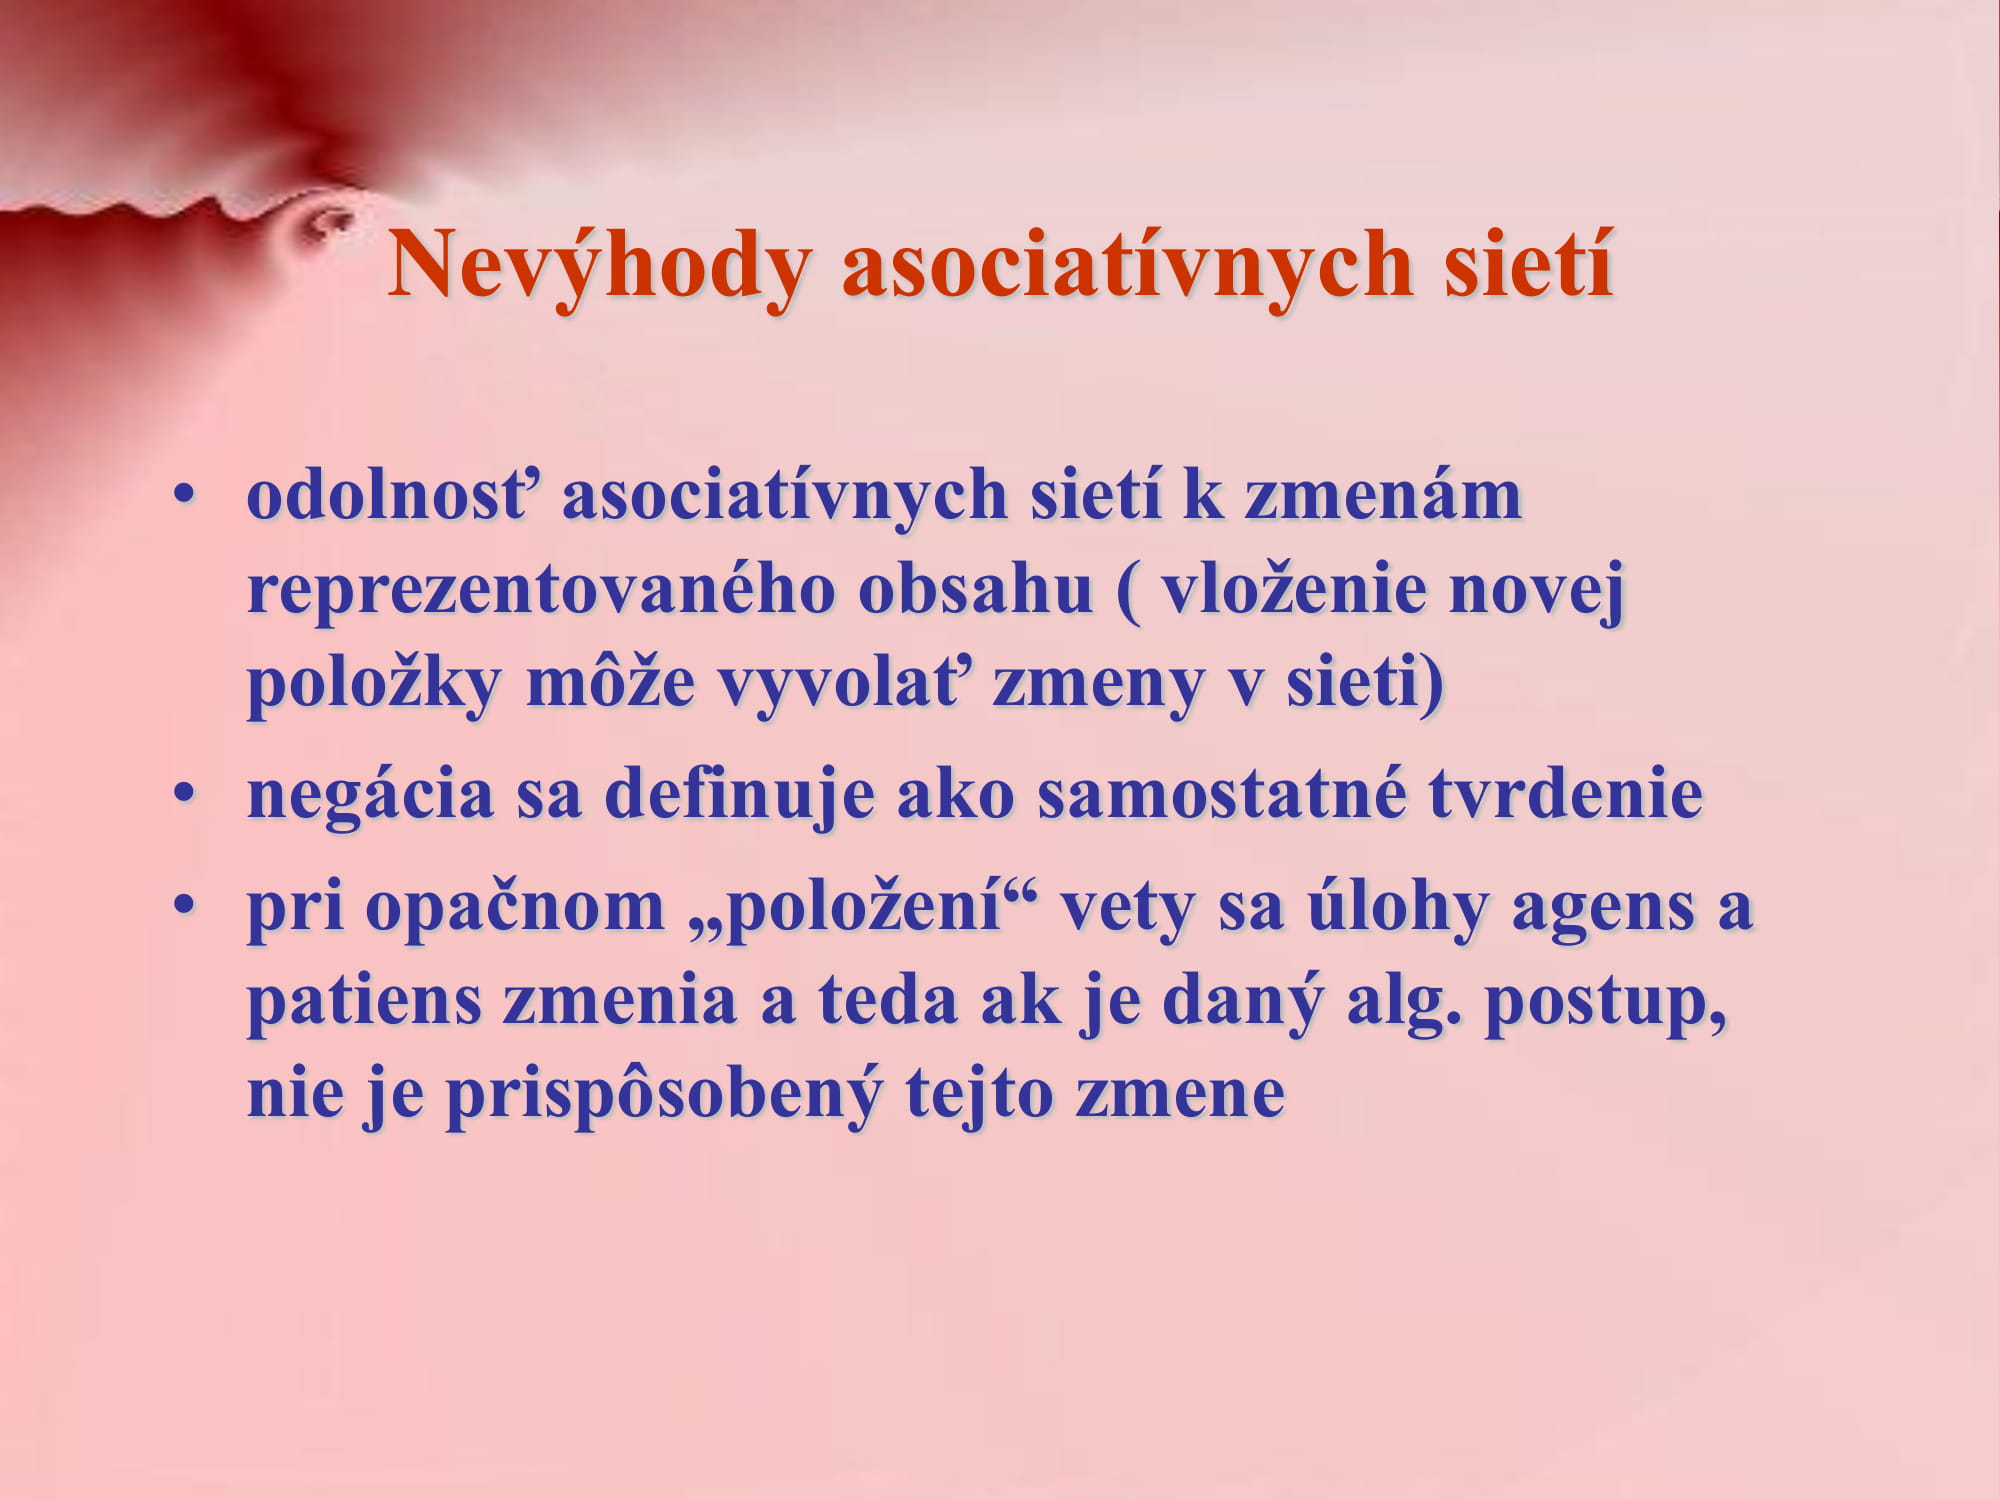 Nevýhody asociatívnych sietí
• odolnosť asociatívnych sietí k zmenám
reprezentovaného obsahu ( vloženie novej
položky môže vyvolať zmeny v sieti)
• negácia sa definuje ako samostatné tvrdenie
• pri opačnom „položení“ vety sa úlohy agens a
patiens zmenia a teda ak je daný alg. postup,
nie je prispôsobený tejto zmene